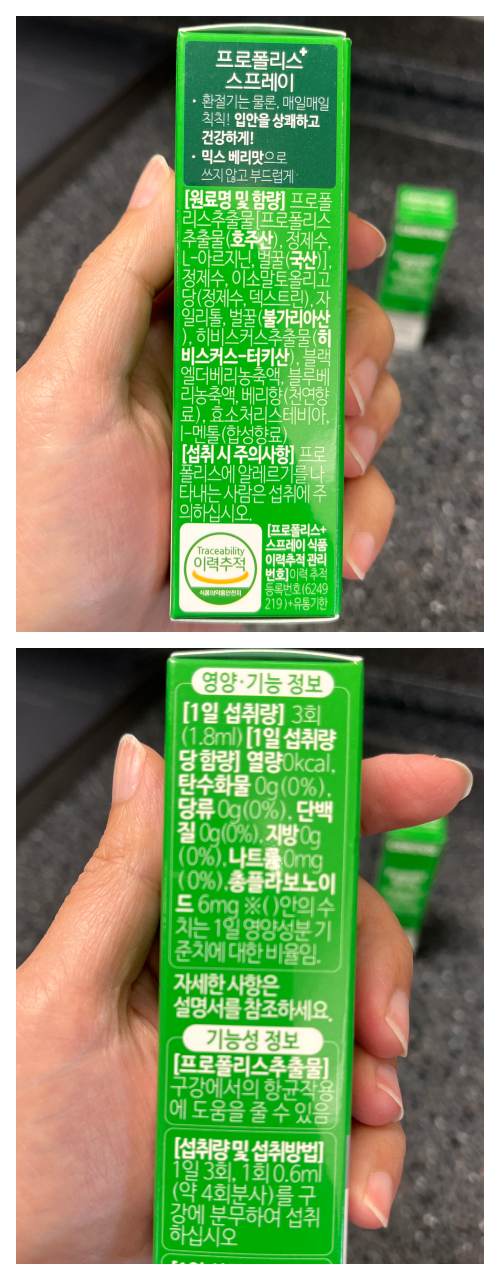 프로폴리스+
스프레이
• 환절기는 물론, 매일매일
칙칙! 입안을 상쾌하고
건강하게!
• 믹스 베리맛으로
쓰지 않고 부드럽게
[원료명 및 함량] 프로폴
리스추출물[프로폴리스
추출물(호주산), 정제수,
L-아르지닌, 벌꿀(국산)],
정제수, 이소말토올리고
당(정제수, 덱스트린), 자
일리톨, 벌꿀(불가리아산
), 히비스커스추출물(히
비스커스-터키산), 블랙
엘더베리농축액, 블루베
리농축액, 베리향(천연향
료), 효소처리스테비아,
l-멘톨(합성향료)
[섭취 시 주의사항] 프로
폴리스에 알레르기를 나
타내는 사람은 섭취에 주
의하십시오.
Traceability
이력추적
식품의약품안전처
[프로폴리스+
스프레이 식품
이력추적 관리
번호]이력 추적
등록번호(6249
219)+유통기한
영양·기능 정보
[1일 섭취량] 3회
(1.8ml) [1일 섭취량
당 함량] 열량0kcal,
탄수화물 0g(0%),
당류 0g(0%), 단백
질 0g(0%), 지방0g
(0%), 나트륨0mg
(0%),총플라보노이
드 6mg ※( )안의 수
치는 1일 영양성분 기
준치에 대한 비율임.
자세한 사항은
설명서를 참조하세요.
기능성 정보
[프로폴리스추출물]
구강에서의 항균작용
에 도움을 줄 수 있음
[섭취량 및 섭취방법]
1일 3회, 1회 0.6ml
(약 4회분사)를 구
강에 분무하여 섭취
하십시오